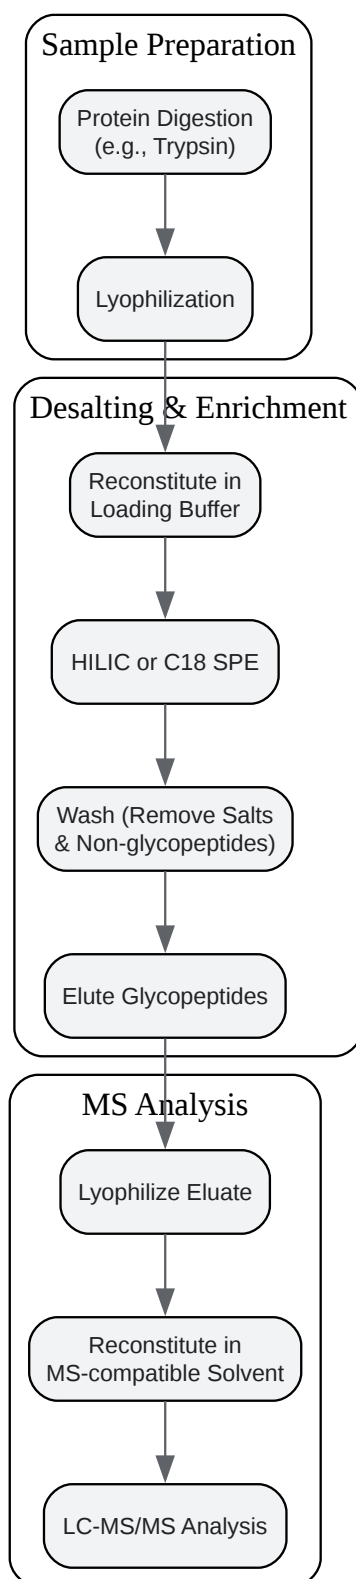 Sample Preparation
Protein Digestion
(e.g., Trypsin)
Lyophilization
Desalting & Enrichment
Reconstitute in
Loading Buffer
HILIC or C18 SPE
Wash (Remove Salts
& Non-glycopeptides)
Elute Glycopeptides
MS Analysis
Lyophilize Eluate
Reconstitute in
MS-compatible Solvent
LC-MS/MS Analysis